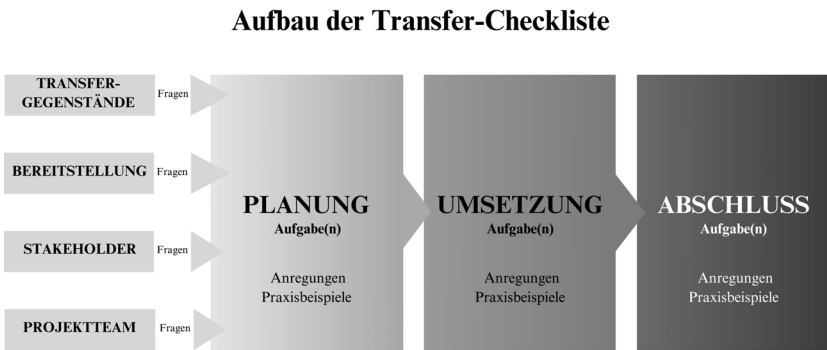 Aufbau der Transfer-Checkliste
TRANSFER-
GEGENSTÄNDE
Fragen
BEREITSTELLUNG
Fragen
STAKEHOLDER
Fragen
PROJEKTTEAM
Fragen
PLANUNG
Aufgabe(n)
Anregungen
Praxisbeispiele
UMSETZUNG
Aufgabe(n)
Anregungen
Praxisbeispiele
ABSCHLUSS
Aufgabe(n)
Anregungen
Praxisbeispiele